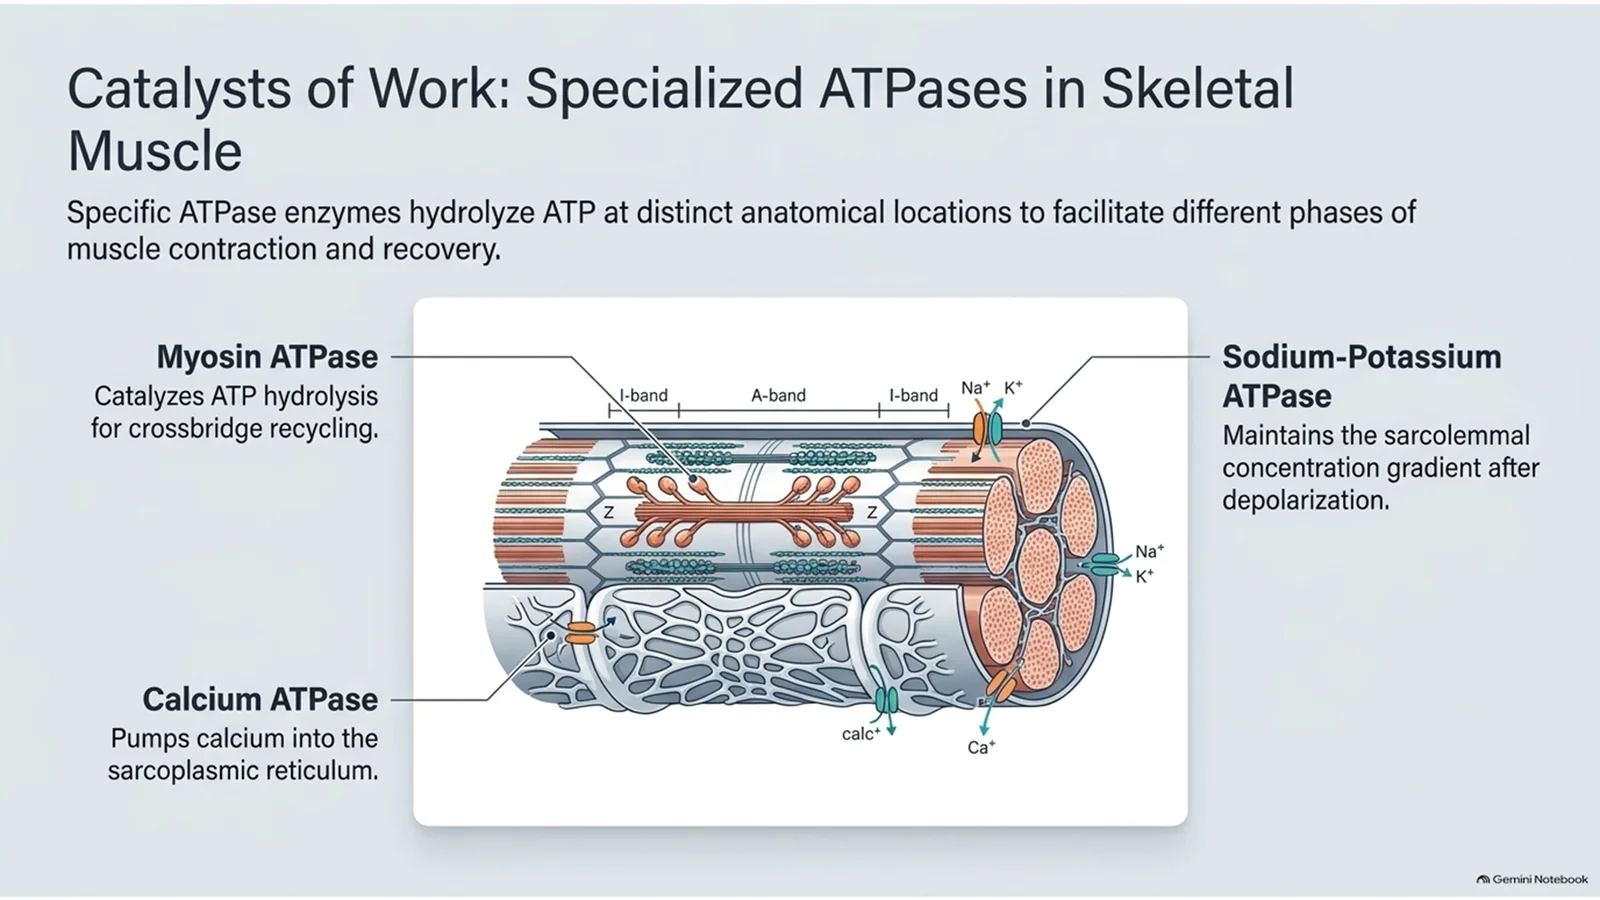 Catalysts of Work: Specialized ATPases in Skeletal
Muscle
Specific ATPase enzymes hydrolyze ATP at distinct anatomical locations to facilitate different phases of
muscle contraction and recovery.
Myosin ATPase
Catalyzes ATP hydrolysis
for crossbridge recycling.
Calcium ATPase
Pumps calcium into the
sarcoplasmic reticulum.
I-band
A-band
I-band
Na⁺ K⁺
Z
Z
Na⁺
K⁺
calc⁺
Ca⁺
Sodium-Potassium
ATPase
Maintains the sarcolemmal
concentration gradient after
depolarization.
Gemini Notebook